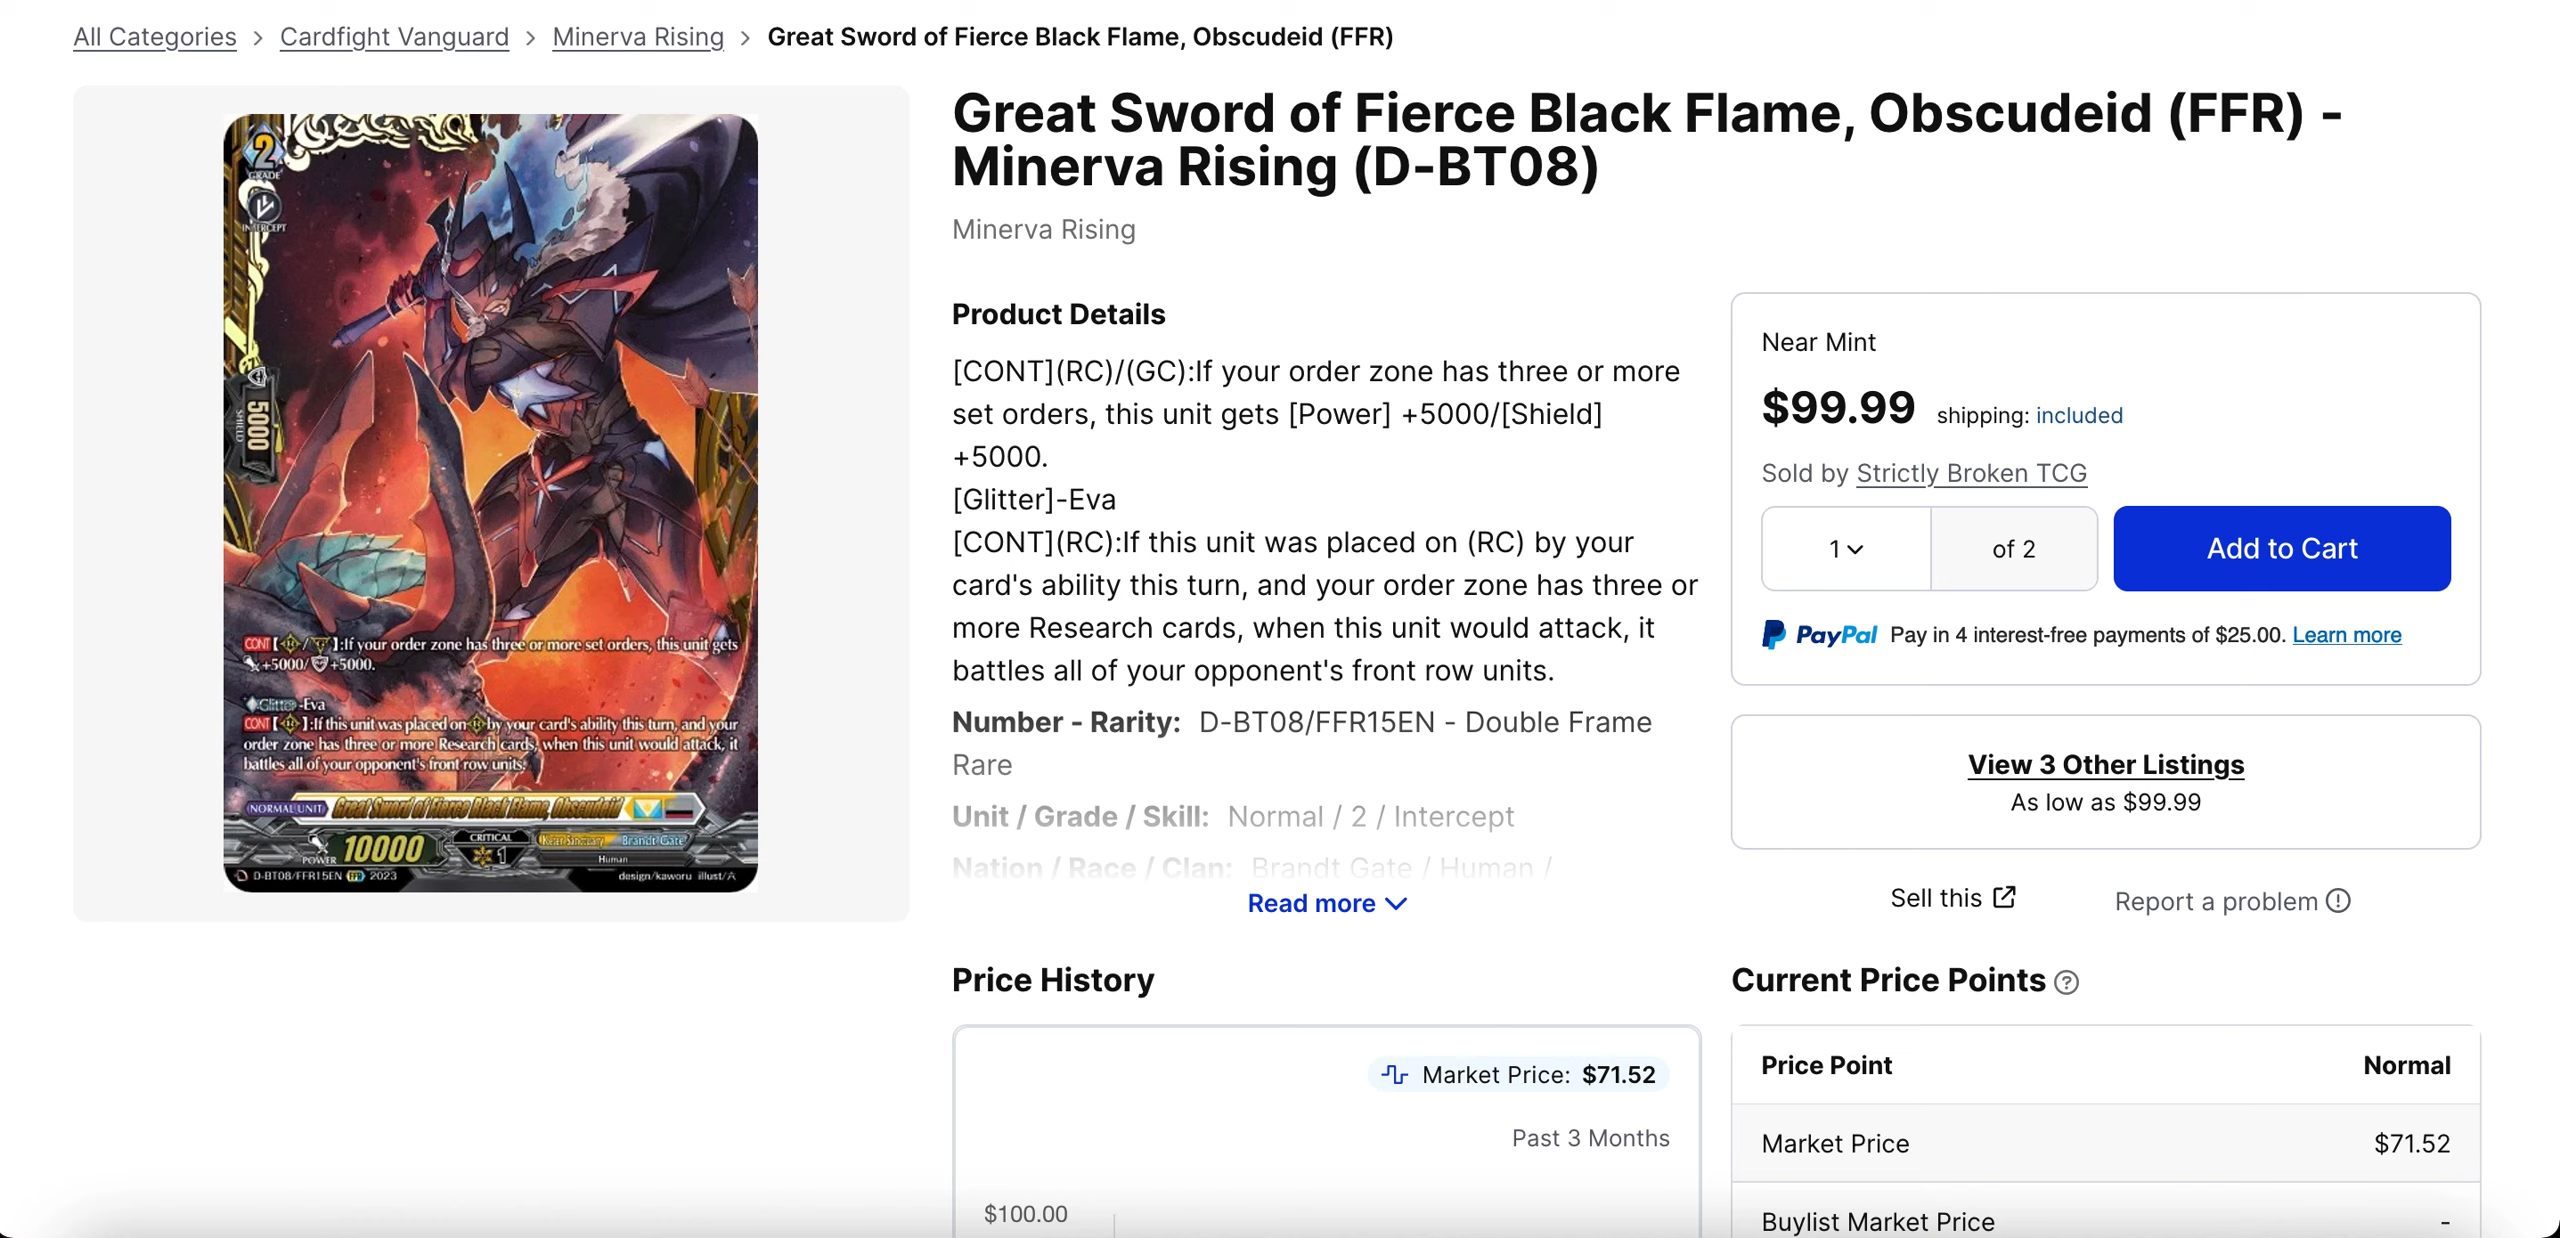 All Categories > Cardfight Vanguard > Minerva Rising > Great Sword of Fierce Black Flame, Obscudeid (FFR)
2
GRADE
INTERCEPT
5000
SHIELD
CONT【R/G】:If your order zone has three or more set orders, this unit gets
+5000/+5000.
Glitter-Eva
CONT【R】:If this unit was placed on R by your card's ability this turn, and your
order zone has three or more Research cards, when this unit would attack, it
battles all of your opponent's front row units.
NORMAL UNIT Great Sword of Fierce Black Flame, Obscudeid
POWER 10000 CRITICAL 1 Keter Sanctuary Brandt Gate
Human
D-BT08/FFR15EN FFR 2023 design/kaworu illust/A
Great Sword of Fierce Black Flame, Obscudeid (FFR) -
Minerva Rising (D-BT08)
Minerva Rising
Product Details
[CONT](RC)/(GC):If your order zone has three or more
set orders, this unit gets [Power] +5000/[Shield]
+5000.
[Glitter]-Eva
[CONT](RC):If this unit was placed on (RC) by your
card's ability this turn, and your order zone has three or
more Research cards, when this unit would attack, it
battles all of your opponent's front row units.
Number - Rarity: D-BT08/FFR15EN - Double Frame
Rare
Unit / Grade / Skill: Normal / 2 / Intercept
Nation / Race / Clan: Brandt Gate / Human /
Read more
Near Mint
$99.99 shipping: included
Sold by Strictly Broken TCG
1 of 2 Add to Cart
PayPal Pay in 4 interest-free payments of $25.00. Learn more
View 3 Other Listings
As low as $99.99
Sell this Report a problem
Price History
Market Price: $71.52
Past 3 Months
$100.00
Current Price Points ?
Price Point Normal
Market Price $71.52
Buylist Market Price -